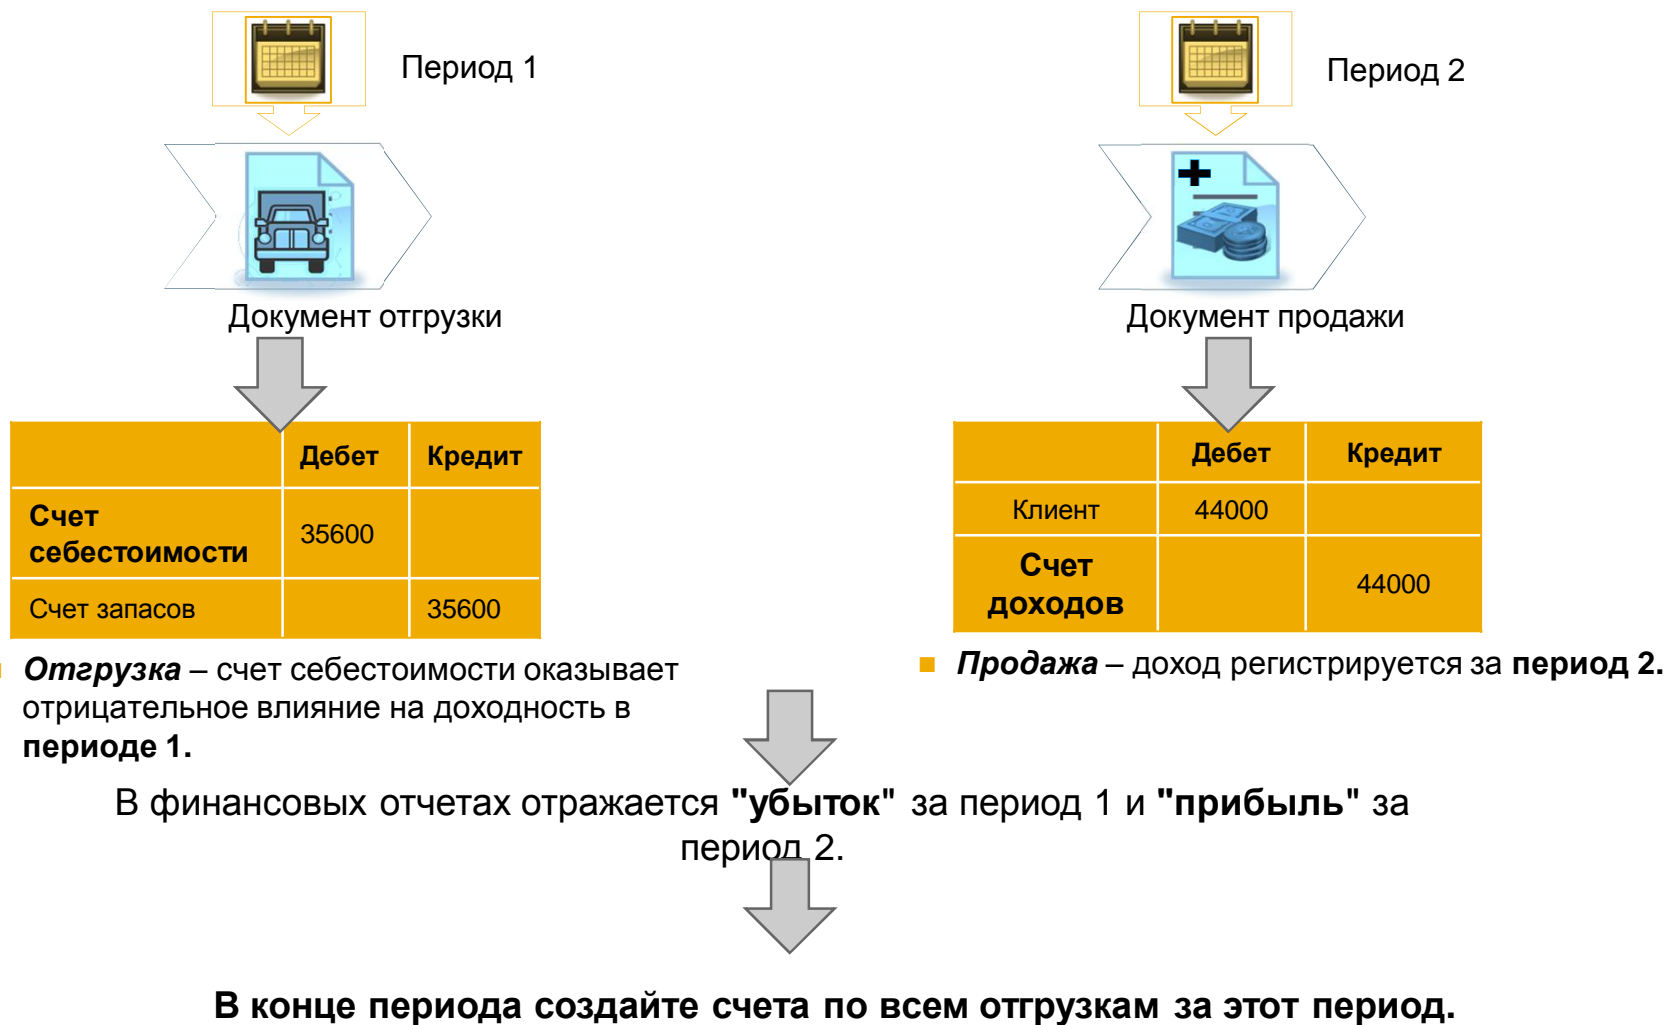 Период 1
Период 2
Документ отгрузки
Документ продажи
Дебет Кредит
Счет
себестоимости
35600
Счет запасов 35600
Дебет Кредит
Клиент 44000
Счет
доходов
44000
Отгрузка – счет себестоимости оказывает
отрицательное влияние на доходность в
периоде 1.
Продажа – доход регистрируется за период 2.
В финансовых отчетах отражается "убыток" за период 1 и "прибыль" за
период 2.
В конце периода создайте счета по всем отгрузкам за этот период.